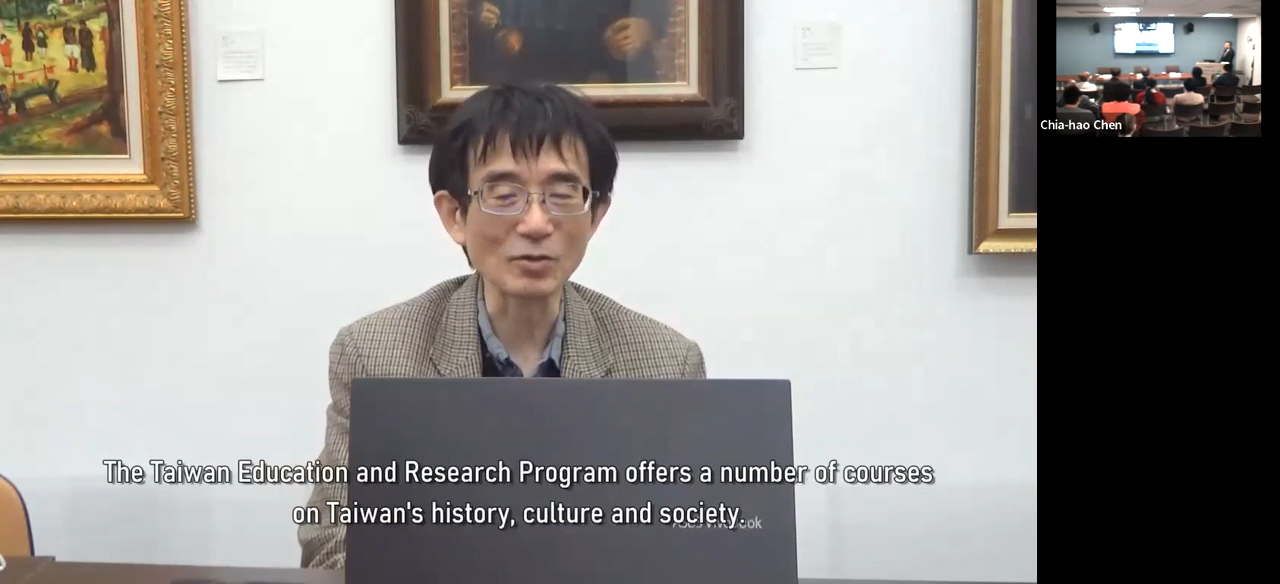 Chia-hao Chen
The Taiwan Education and Research Program offers a number of courses
on Taiwan's history, culture and society.